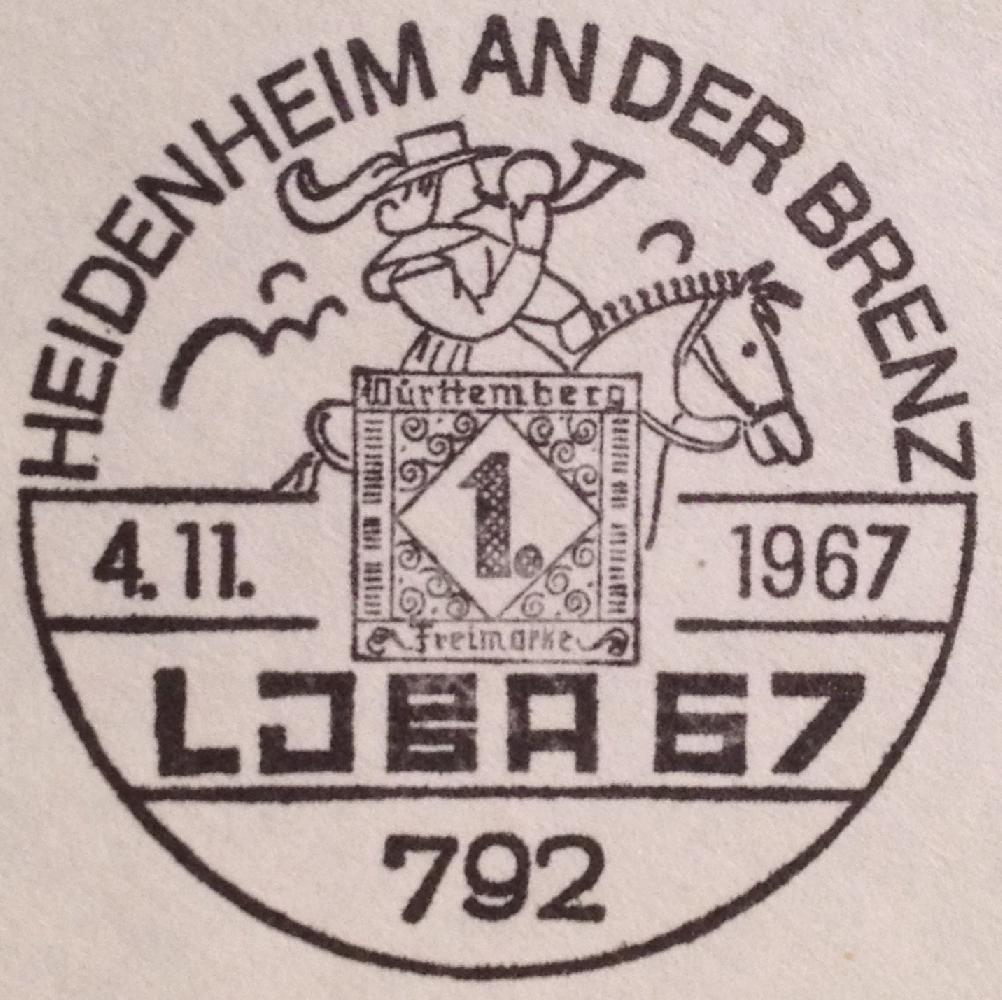 HEIDENHEIM AN DER BRENZ
Württemberg
1.
Freimarke
4.11. 1967
LJBA 67
792